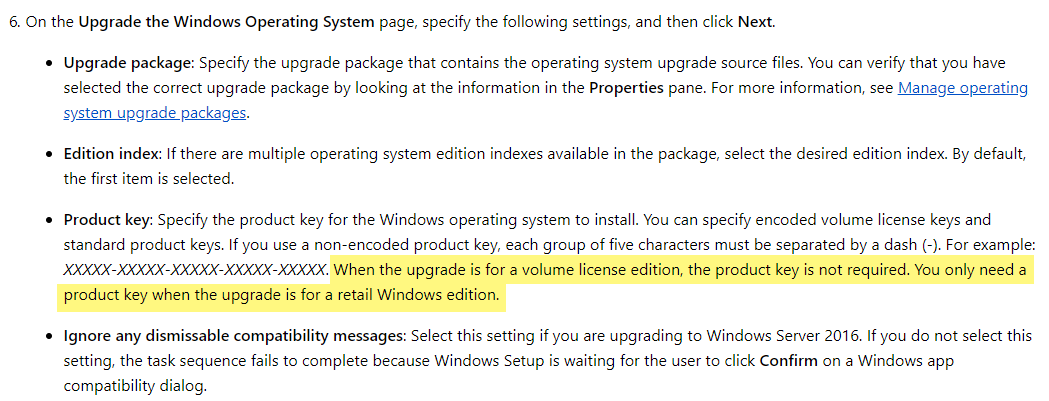 6. On the Upgrade the Windows Operating System page, specify the following settings, and then click Next.
• Upgrade package: Specify the upgrade package that contains the operating system upgrade source files. You can verify that you have
selected the correct upgrade package by looking at the information in the Properties pane. For more information, see Manage operating
system upgrade packages.
• Edition index: If there are multiple operating system edition indexes available in the package, select the desired edition index. By default,
the first item is selected.
• Product key: Specify the product key for the Windows operating system to install. You can specify encoded volume license keys and
standard product keys. If you use a non-encoded product key, each group of five characters must be separated by a dash (-). For example:
XXXXX-XXXXX-XXXXX-XXXXX-XXXXX. When the upgrade is for a volume license edition, the product key is not required. You only need a
product key when the upgrade is for a retail Windows edition.
• Ignore any dismissable compatibility messages: Select this setting if you are upgrading to Windows Server 2016. If you do not select this
setting, the task sequence fails to complete because Windows Setup is waiting for the user to click Confirm on a Windows app
compatibility dialog.